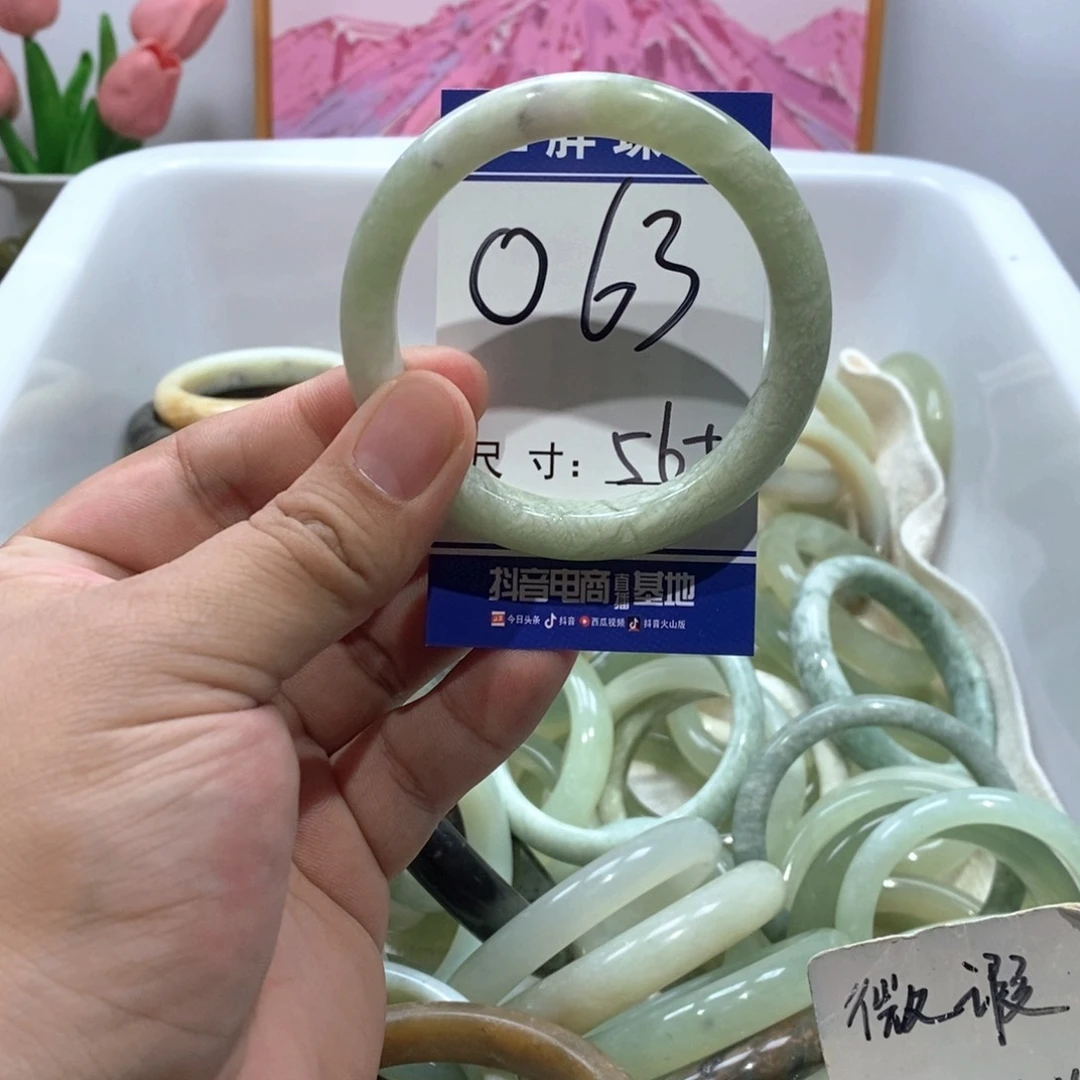 063
尺寸：56+
抖音电商直播基地
今日头条 抖音 西瓜视频 抖音火山版
微瑕